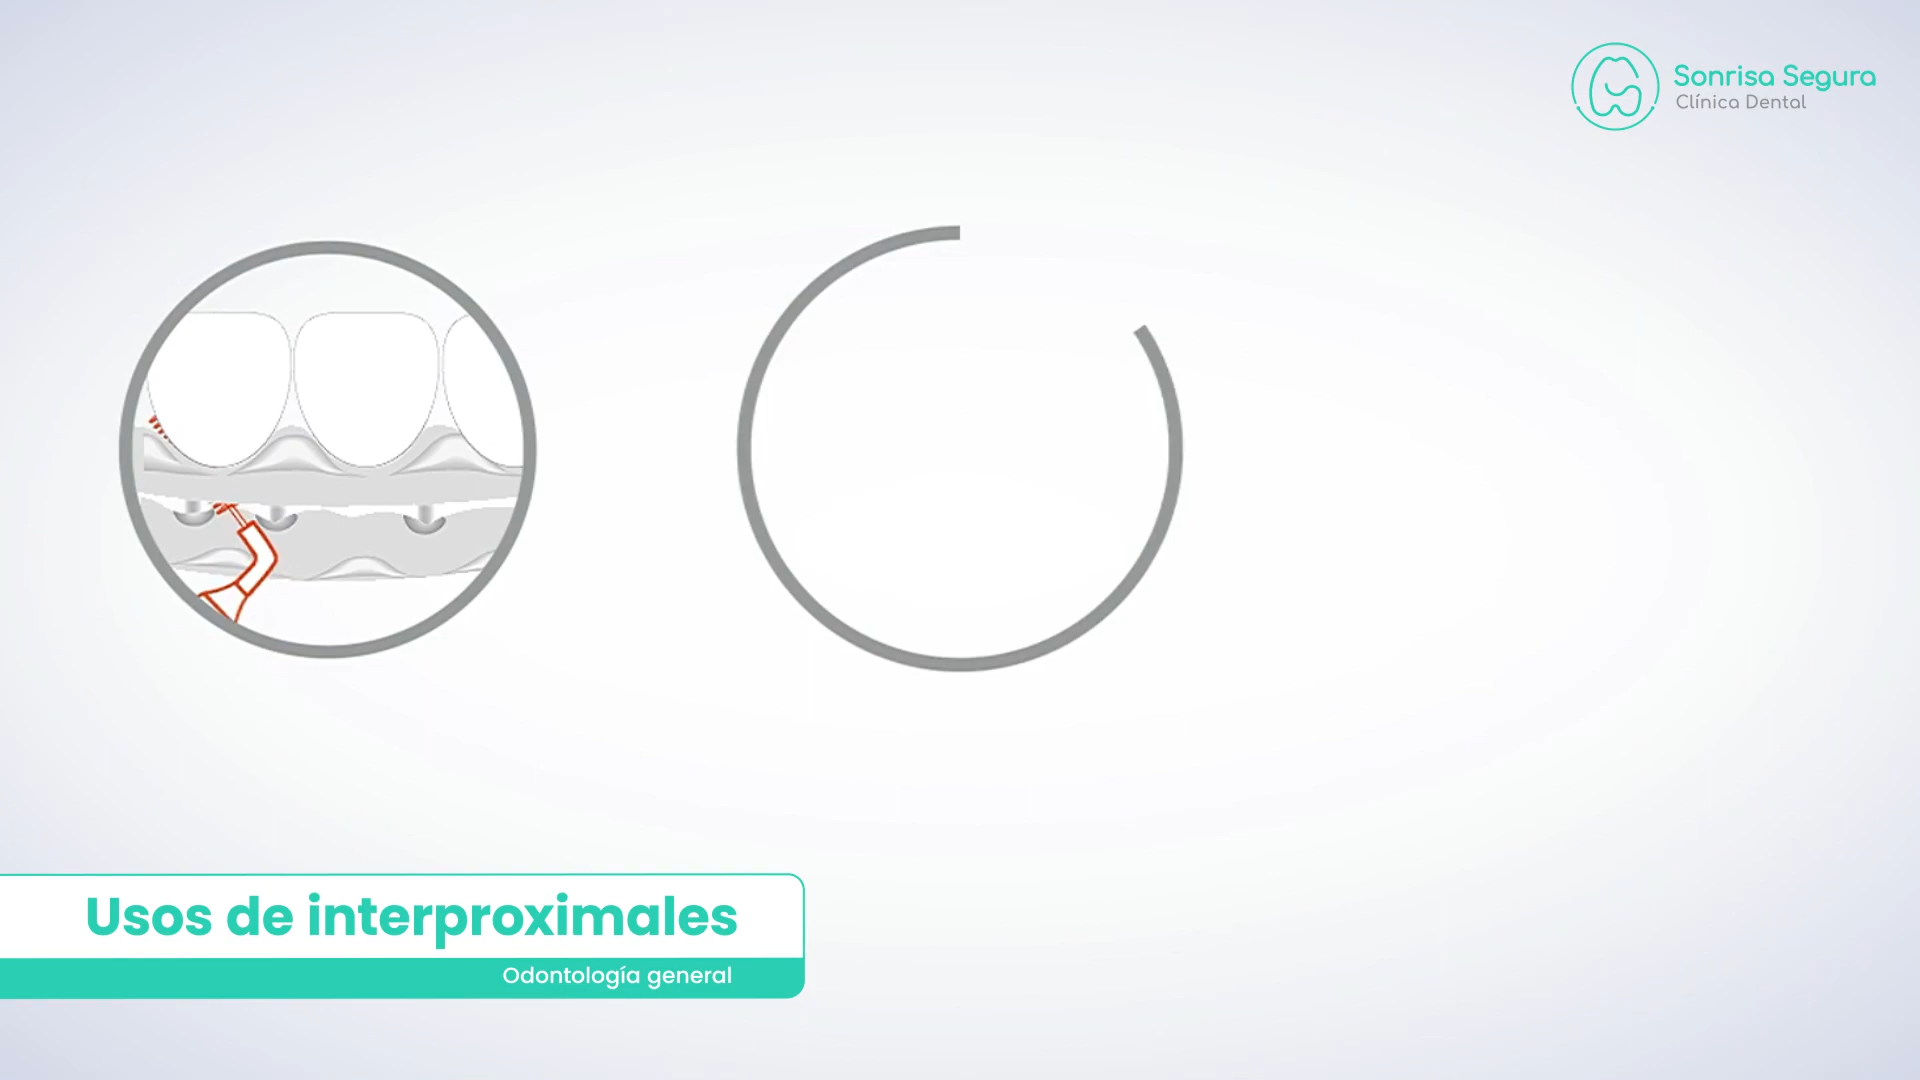 Sonrisa Segura
Clínica Dental
Usos de interproximales
Odontología general